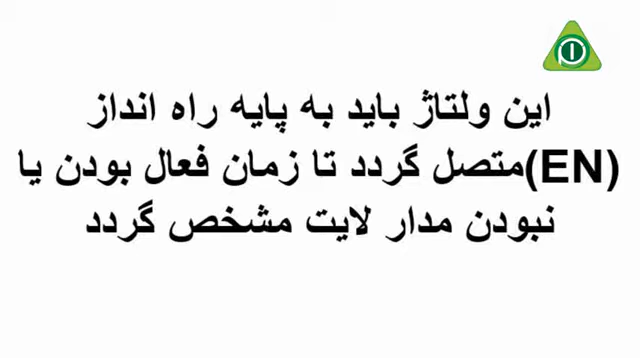 این ولتاژ باید به پایه راه انداز
(EN)متصل گردد تا زمان فعال بودن یا
نبودن مدار لایت مشخص گردد